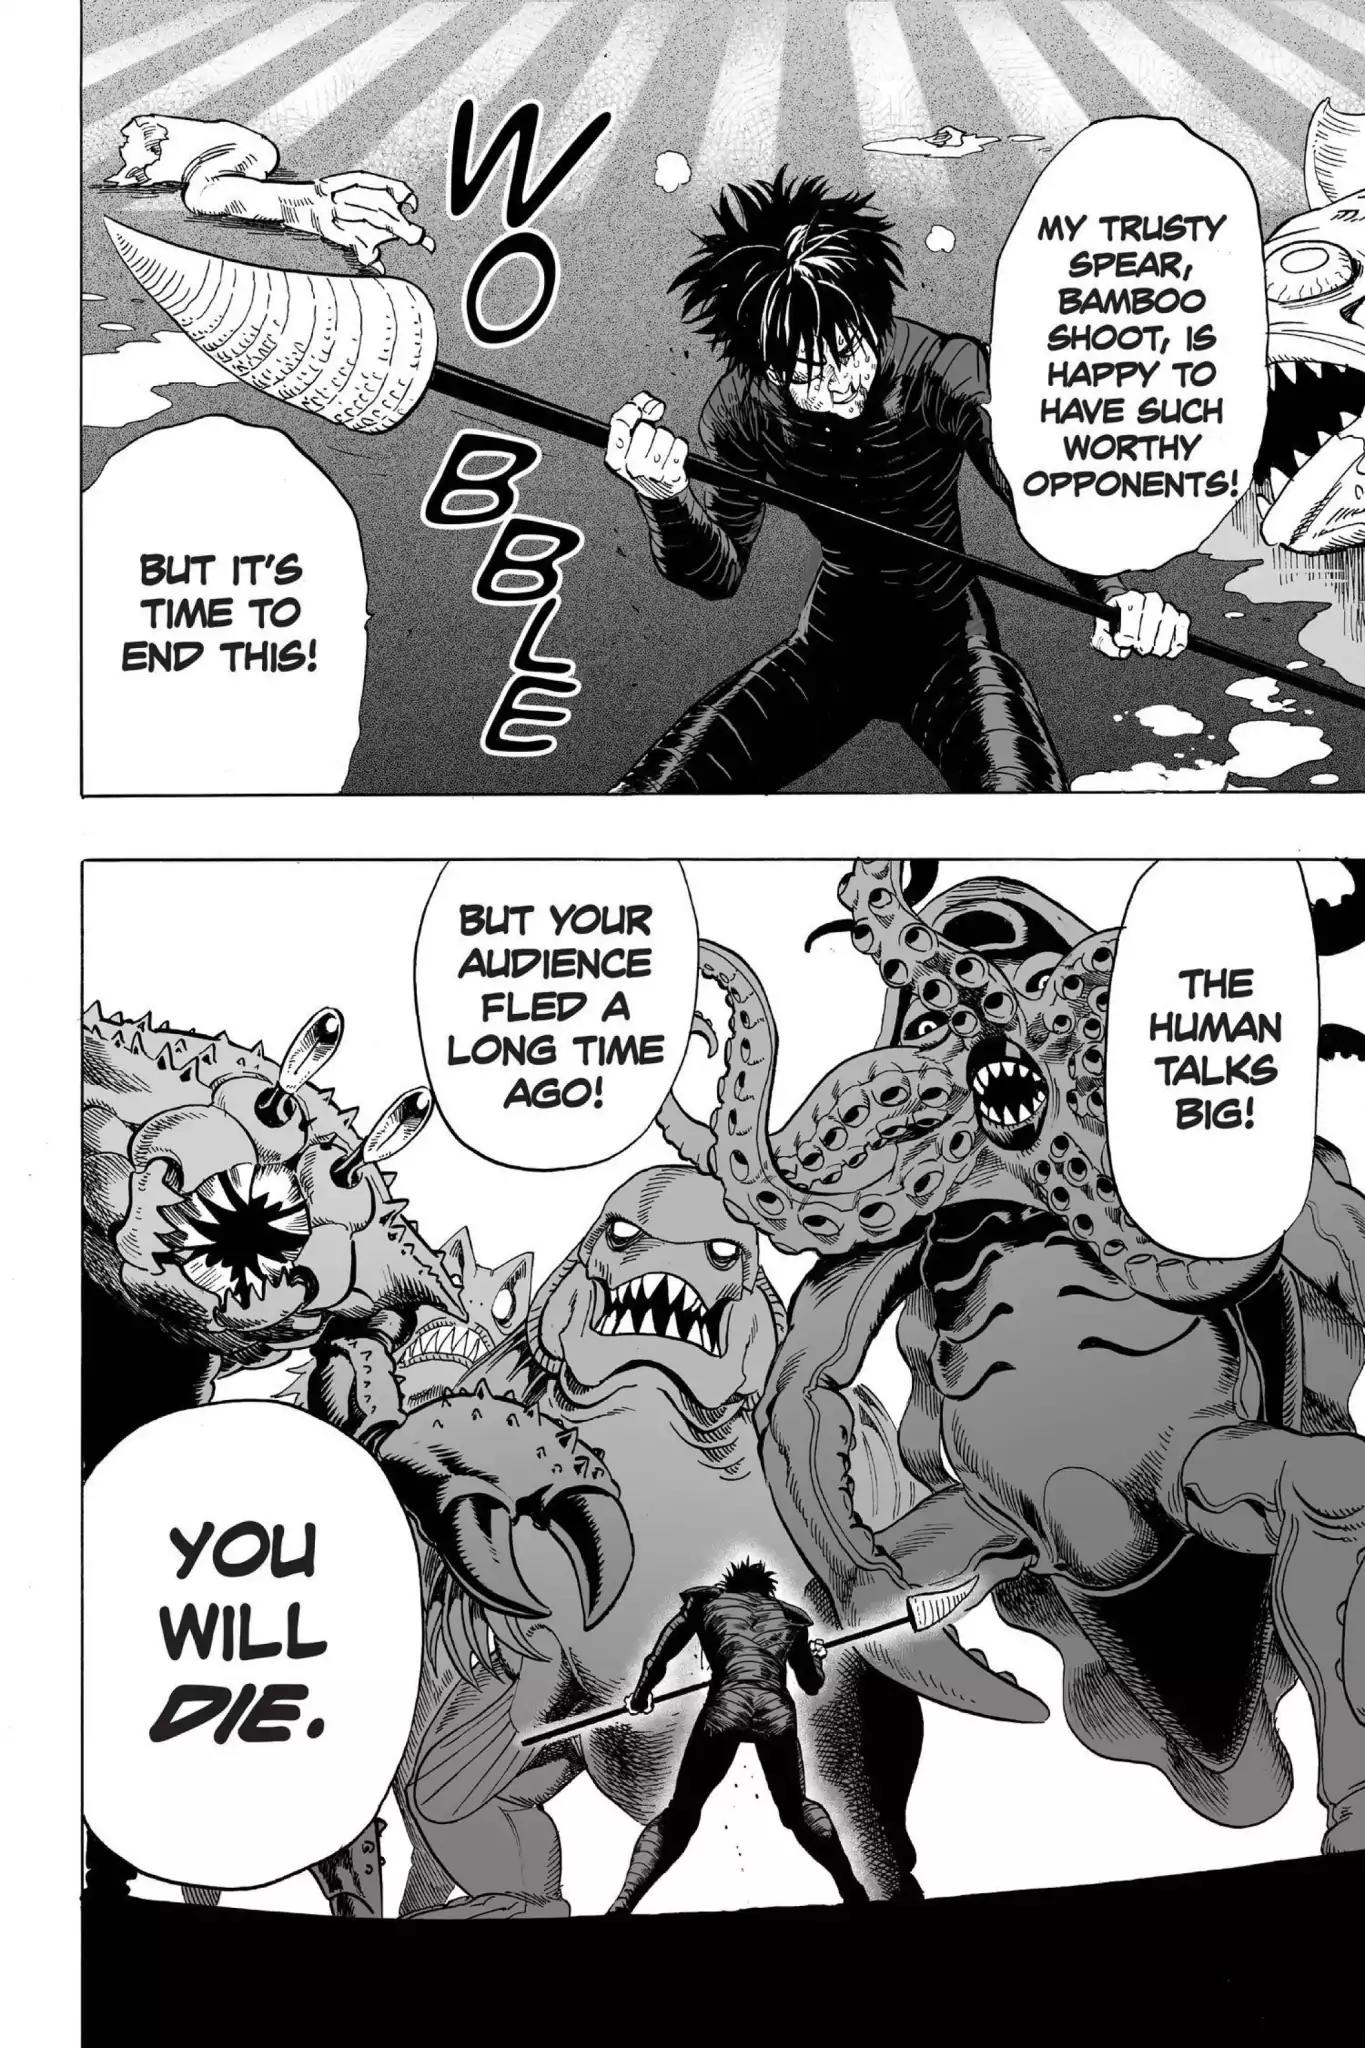 MY TRUSTY
SPEAR,
BAMBOO
SHOOT, IS
HAPPY TO
HAVE SUCH
WORTHY
OPPONENTS!
WOBBLE
BUT IT'S
TIME TO
END THIS!
THE
HUMAN
TALKS
BIG!
BUT YOUR
AUDIENCE
FLED A
LONG TIME
AGO!
YOU
WILL
DIE.